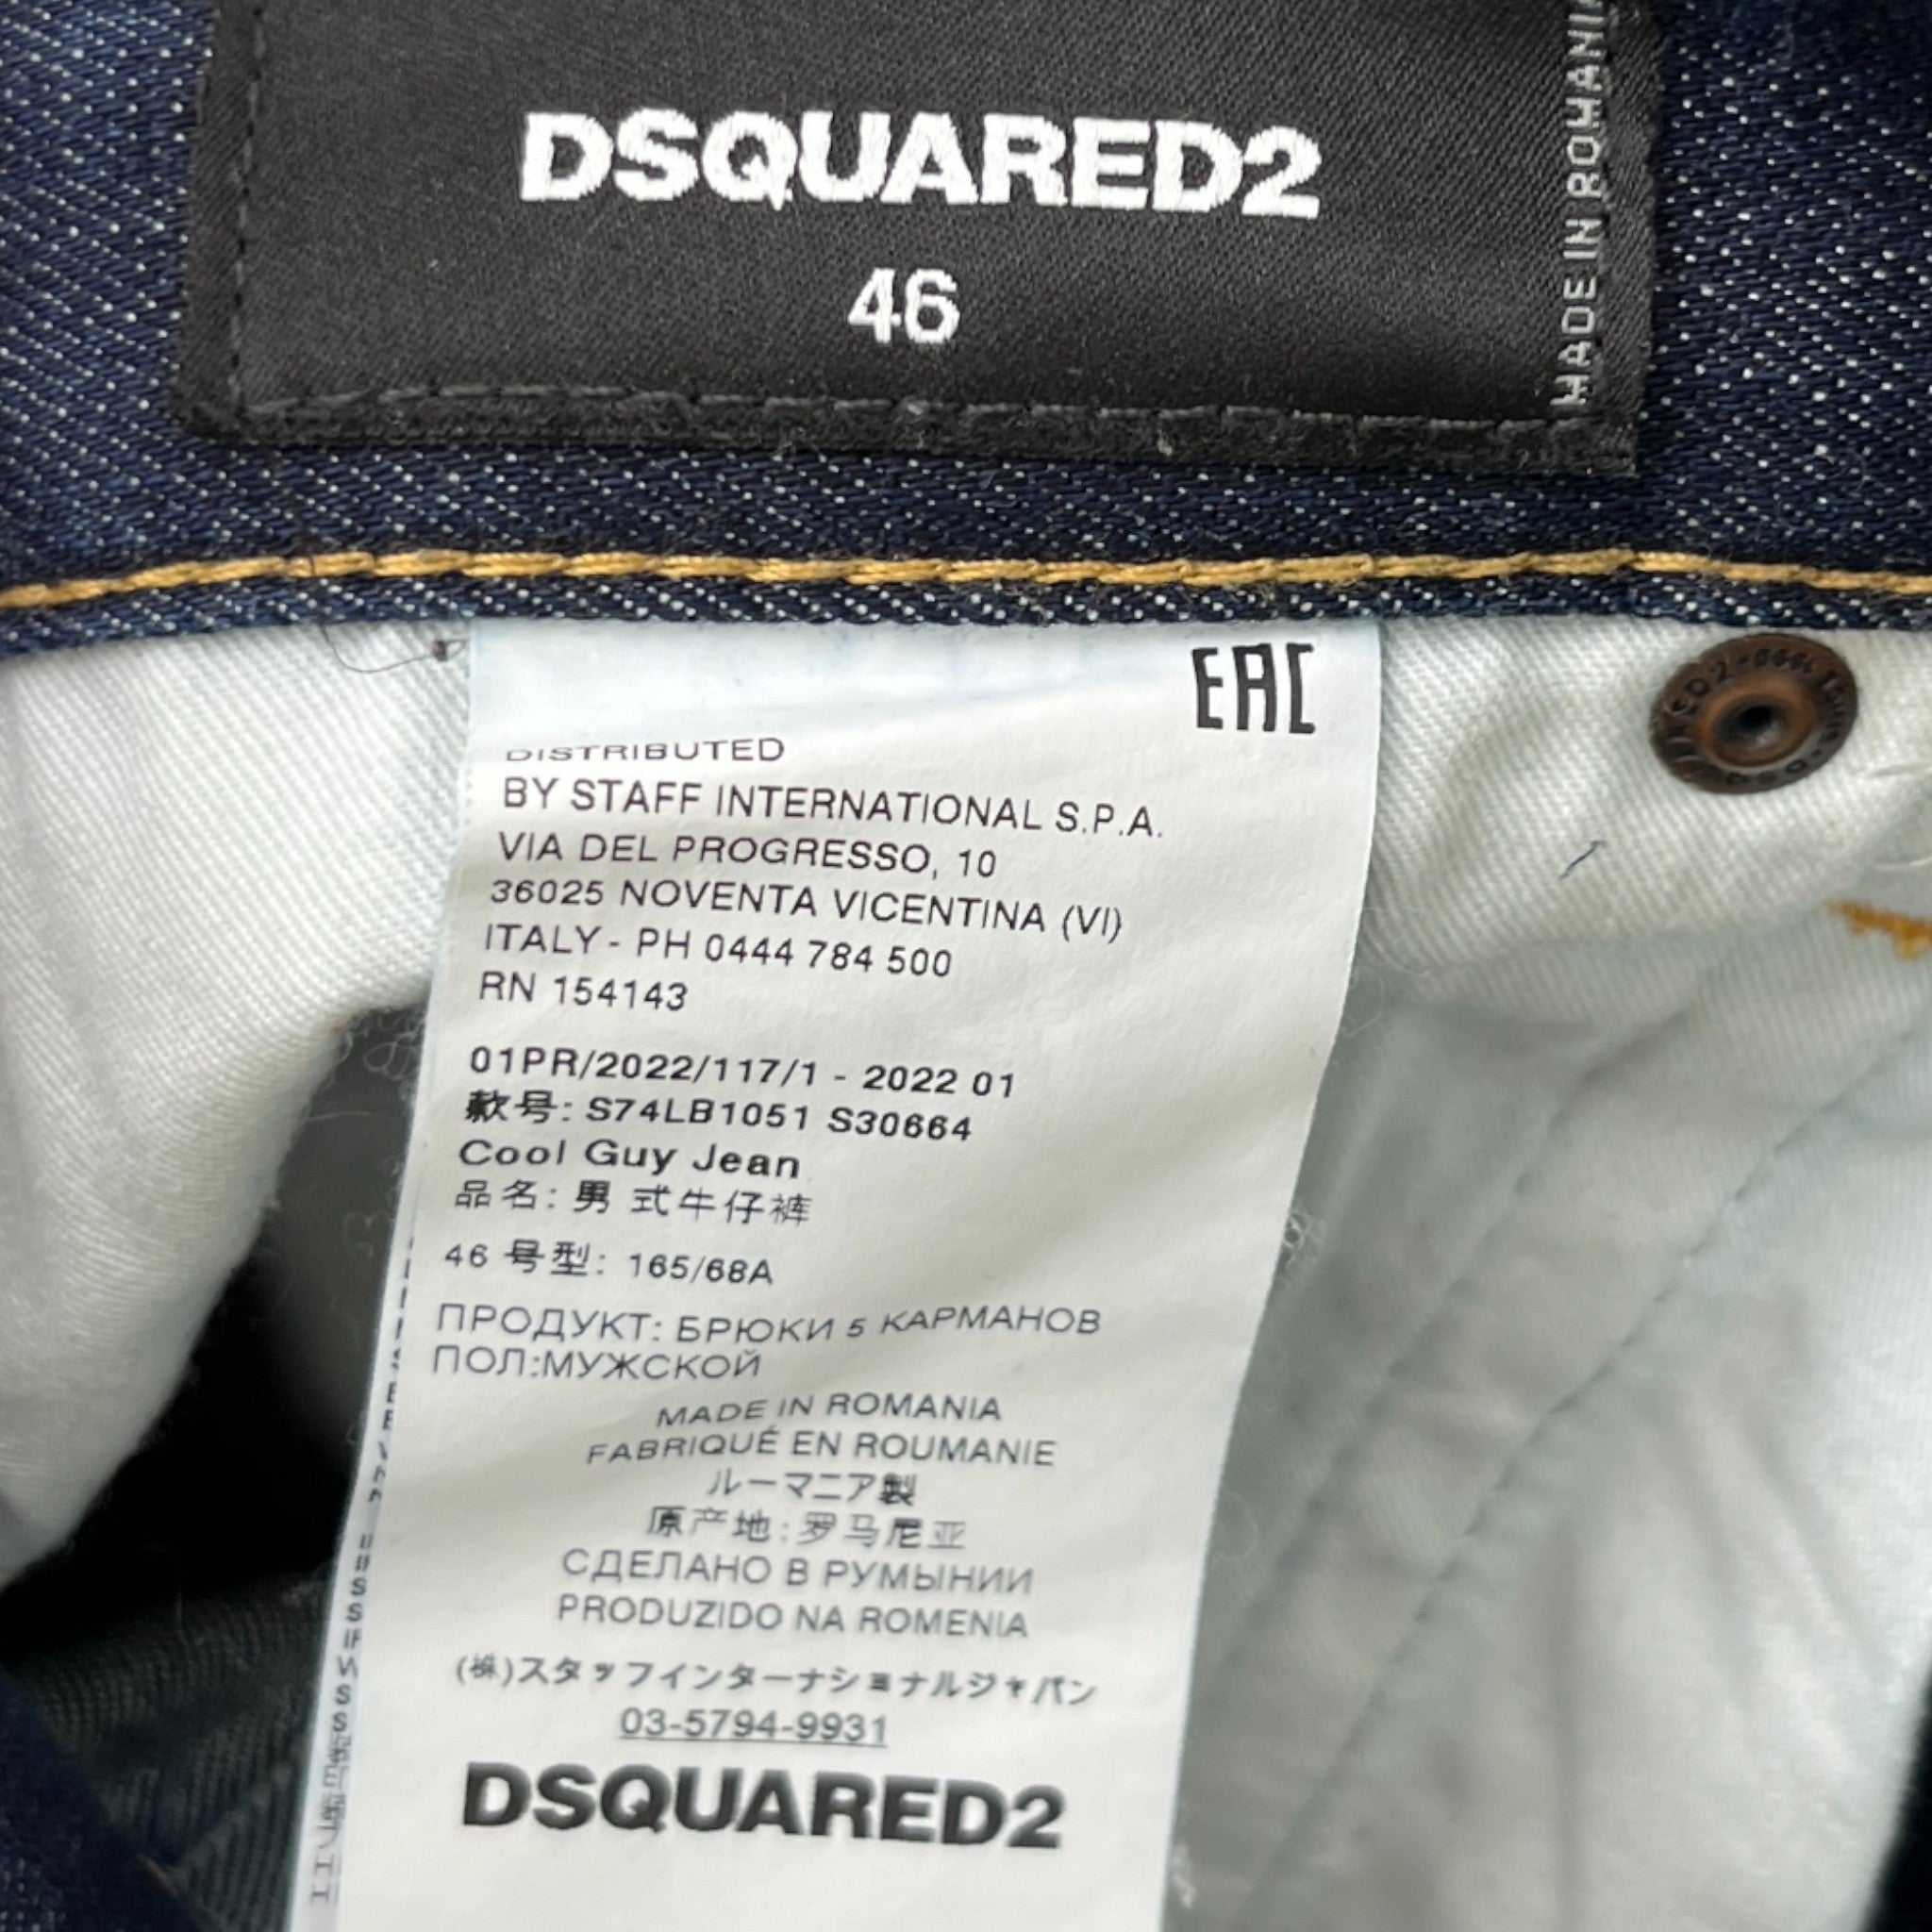 DSQUARED2
46
MADE IN ROMANIA
EAC
DISTRIBUTED
BY STAFF INTERNATIONAL S.P.A.
VIA DEL PROGRESSO, 10
36025 NOVENTA VICENTINA (VI)
ITALY - PH 0444 784 500
RN 154143
01PR/2022/117/1 - 2022 01
款号: S74LB1051 S30664
Cool Guy Jean
品名: 男 式牛仔裤
46 号型: 165/68A
ПРОДУКТ: БРЮКИ 5 КАРМАНОВ
ПОЛ:МУЖСКОЙ
MADE IN ROMANIA
FABRIQUÉ EN ROUMANIE
ルーマニア製
原产地:罗马尼亚
СДЕЛАНО В РУМЫНИИ
PRODUZIDO NA ROMENIA
(株)スタッフインターナショナルジャパン
03-5794-9931
DSQUARED2